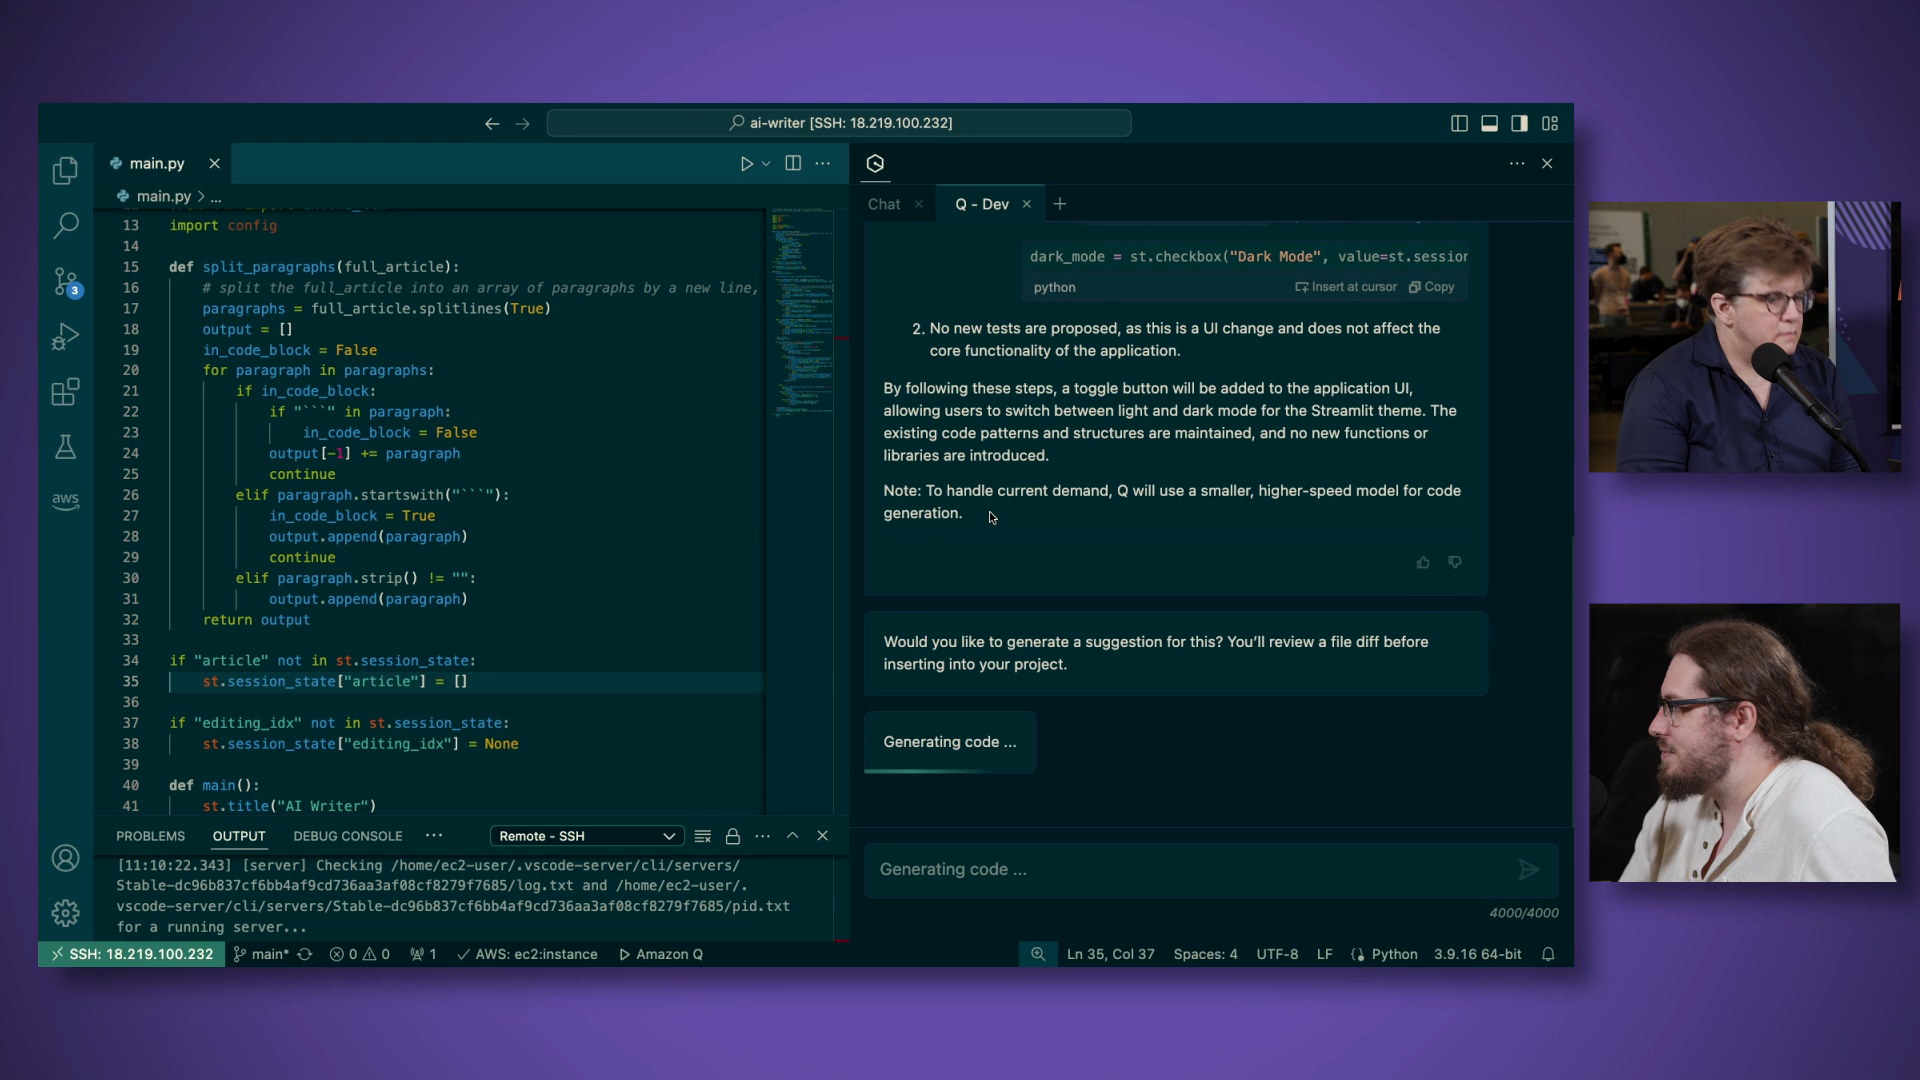 ai-writer [SSH: 18.219.100.232]
main.py
main.py > ...
13 import config
14
15 def split_paragraphs(full_article):
16 # split the full_article into an array of paragraphs by a new line,
17 paragraphs = full_article.splitlines(True)
18 output = []
19 in_code_block = False
20 for paragraph in paragraphs:
21 if in_code_block:
22 if "```" in paragraph:
23 in_code_block = False
24 output[-1] += paragraph
25 continue
26 elif paragraph.startswith("```"):
27 in_code_block = True
28 output.append(paragraph)
29 continue
30 elif paragraph.strip() != "":
31 output.append(paragraph)
32 return output
33
34 if "article" not in st.session_state:
35 st.session_state["article"] = []
36
37 if "editing_idx" not in st.session_state:
38 st.session_state["editing_idx"] = None
39
40 def main():
41 st.title("AI Writer")
3
aws
PROBLEMS OUTPUT DEBUG CONSOLE ... Remote - SSH
[11:10:22.343] [server] Checking /home/ec2-user/.vscode-server/cli/servers/
Stable-dc96b837cf6bb4af9cd736aa3af08cf8279f7685/log.txt and /home/ec2-user/.
vscode-server/cli/servers/Stable-dc96b837cf6bb4af9cd736aa3af08cf8279f7685/pid.txt
for a running server...
Chat Q - Dev
dark_mode = st.checkbox("Dark Mode", value=st.session
python Insert at cursor Copy
2. No new tests are proposed, as this is a UI change and does not affect the
core functionality of the application.
By following these steps, a toggle button will be added to the application UI,
allowing users to switch between light and dark mode for the Streamlit theme. The
existing code patterns and structures are maintained, and no new functions or
libraries are introduced.
Note: To handle current demand, Q will use a smaller, higher-speed model for code
generation.
Would you like to generate a suggestion for this? You'll review a file diff before
inserting into your project.
Generating code ...
Generating code ...
4000/4000
SSH: 18.219.100.232 main* 0 0 1 AWS: ec2:instance Amazon Q Ln 35, Col 37 Spaces: 4 UTF-8 LF Python 3.9.16 64-bit